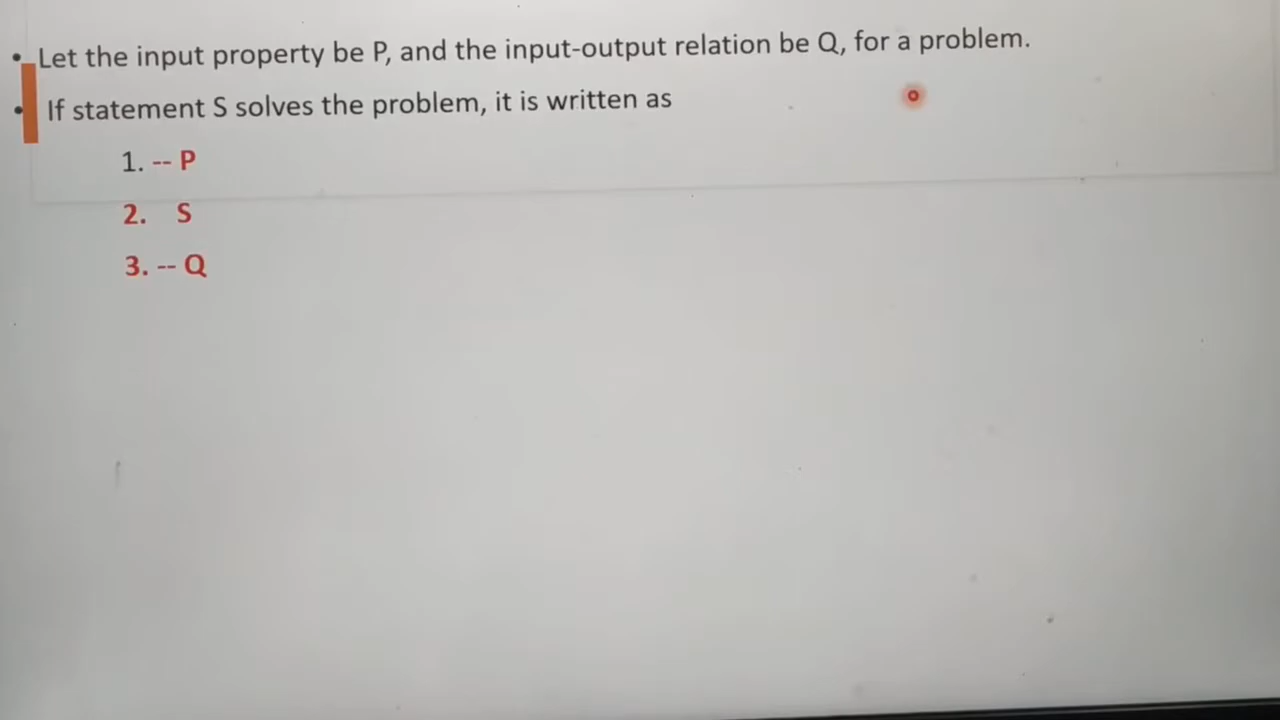 • Let the input property be P, and the input-output relation be Q, for a problem.
• If statement S solves the problem, it is written as
1. -- P
2. S
3. -- Q